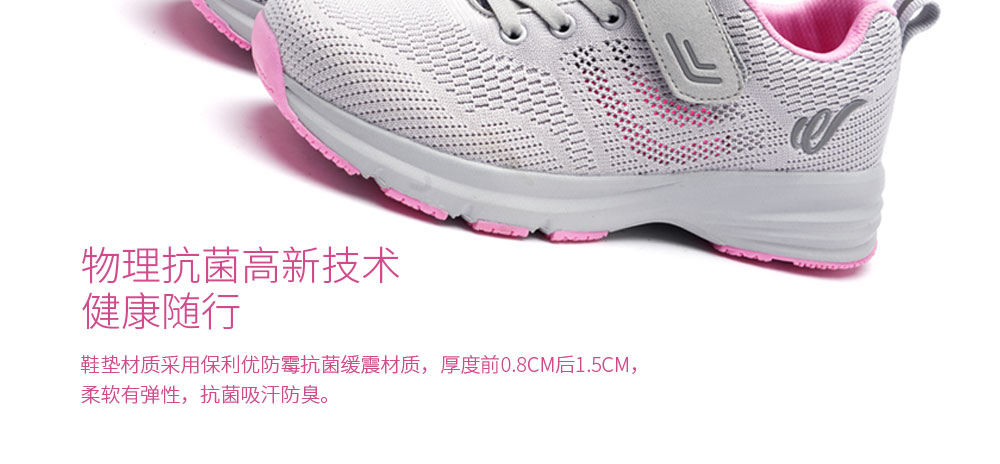 物理抗菌高新技术
健康随行
鞋垫材质采用保利优防霉抗菌缓震材质，厚度前0.8CM后1.5CM，
柔软有弹性，抗菌吸汗防臭。